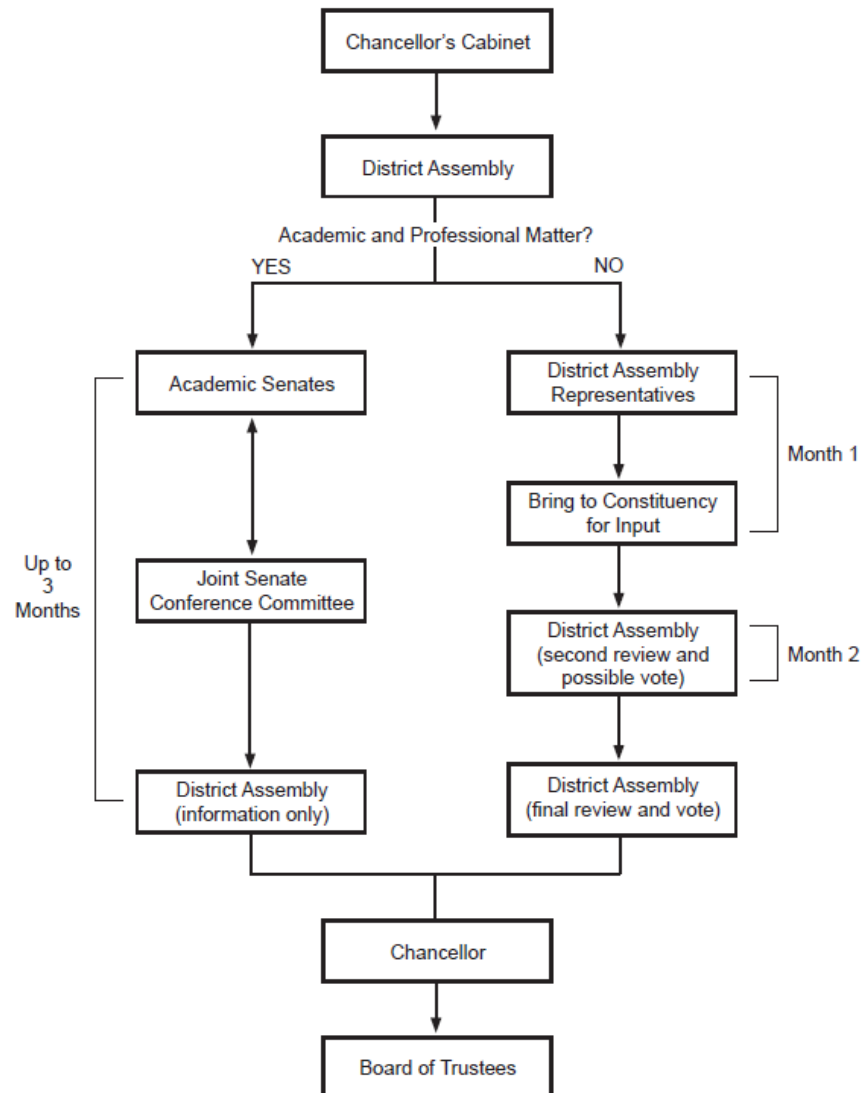 Chancellor's Cabinet
District Assembly
Academic and Professional Matter?
YES
NO
Academic Senates
District Assembly
Representatives
Month 1
Bring to Constituency
for Input
Up to
3
Months
Joint Senate
Conference Committee
District Assembly
(second review and
possible vote)
Month 2
District Assembly
(information only)
District Assembly
(final review and vote)
Chancellor
Board of Trustees